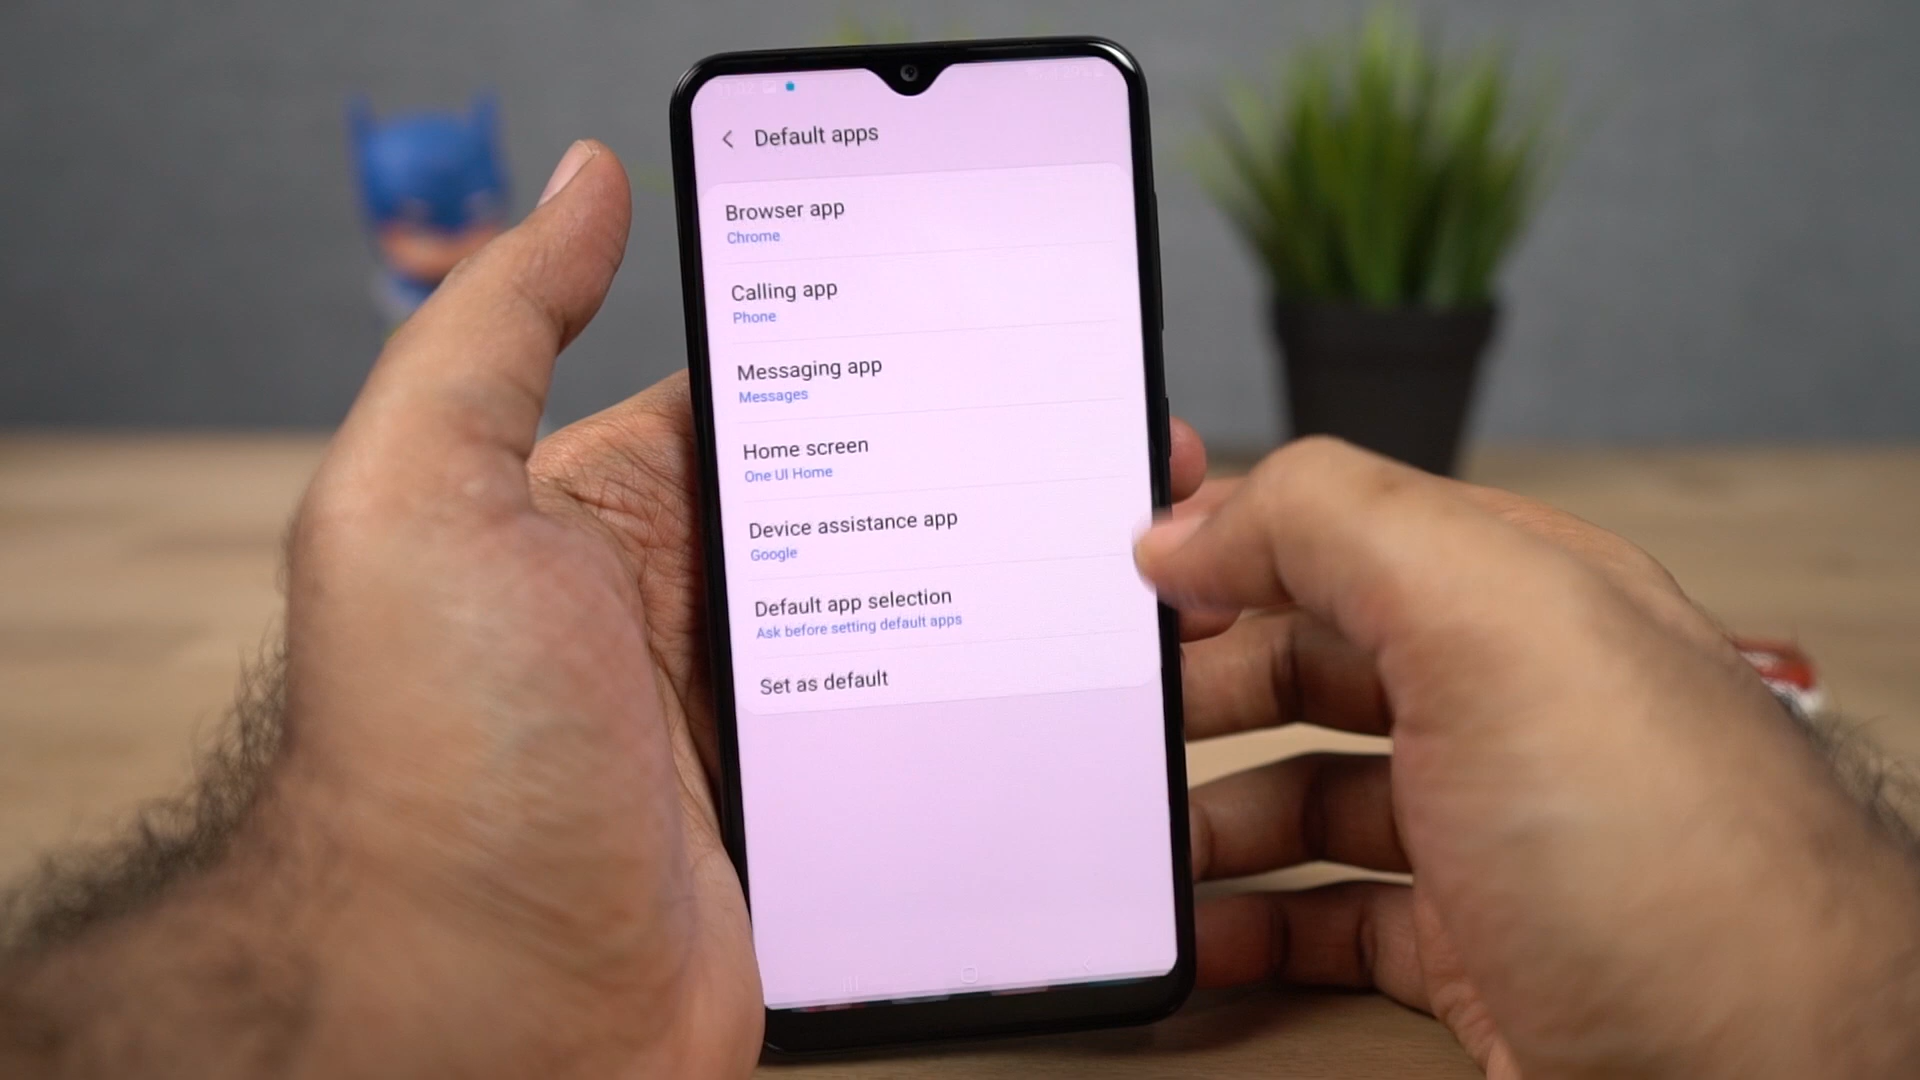 Default apps
Browser app
Chrome
Calling app
Phone
Messaging app
Messages
Home screen
One UI Home
Device assistance app
Google
Default app selection
Ask before setting default apps
Set as default